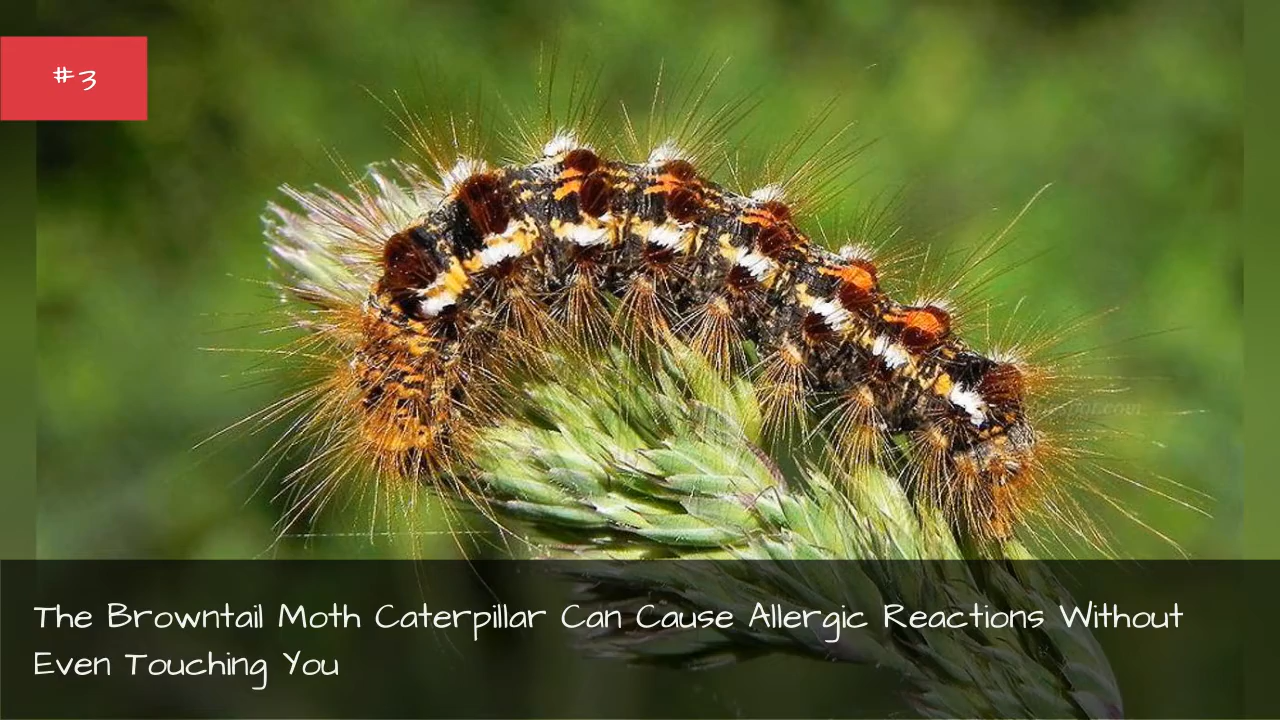 #3
The Browntail Moth Caterpillar Can Cause Allergic Reactions Without
Even Touching You